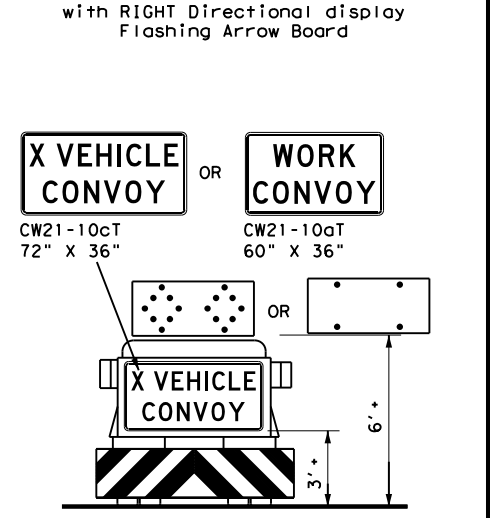 with RIGHT Directional display
Flashing Arrow Board
X VEHICLE
CONVOY
OR
WORK
CONVOY
CW21-10cT
72" X 36"
CW21-10aT
60" X 36"
OR
X VEHICLE
CONVOY
6' +
3' +